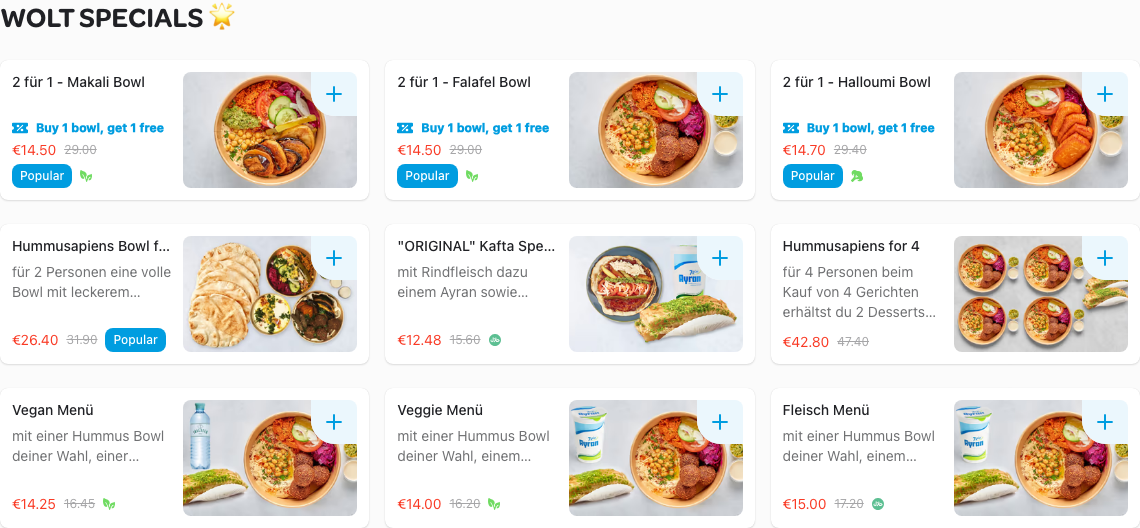 WOLT SPECIALS 🌟
2 für 1 - Makali Bowl
Buy 1 bowl, get 1 free
€14.50 29.00
Popular
2 für 1 - Falafel Bowl
Buy 1 bowl, get 1 free
€14.50 29.00
Popular
2 für 1 - Halloumi Bowl
Buy 1 bowl, get 1 free
€14.70 29.40
Popular
Hummusapiens Bowl f...
für 2 Personen eine volle
Bowl mit leckerem...
€26.40 31.90 Popular
"ORIGINAL" Kafta Spe...
mit Rindfleisch dazu
einem Ayran sowie...
Ayran
€12.48 15.60
Hummusapiens for 4
für 4 Personen beim
Kauf von 4 Gerichten
erhältst du 2 Desserts...
€42.80 47.40
Vegan Menü
mit einer Hummus Bowl
deiner Wahl, einer...
€14.25 16.45
Veggie Menü
mit einer Hummus Bowl
deiner Wahl, einem...
Ayran
€14.00 16.20
Fleisch Menü
mit einer Hummus Bowl
deiner Wahl, einem...
Ayran
€15.00 17.20